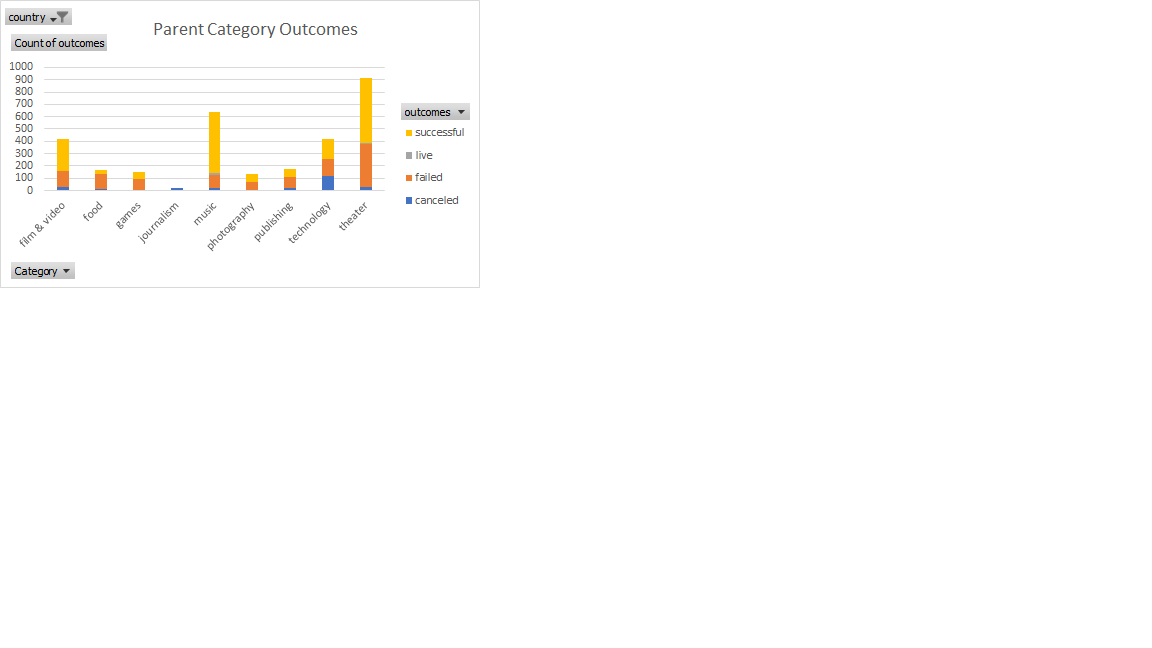 country
Parent Category Outcomes
Count of outcomes
1000
900
800
700
600
500
400
300
200
100
0
film & video
food
games
journalism
music
photography
publishing
technology
theater
outcomes
successful
live
failed
canceled
Category